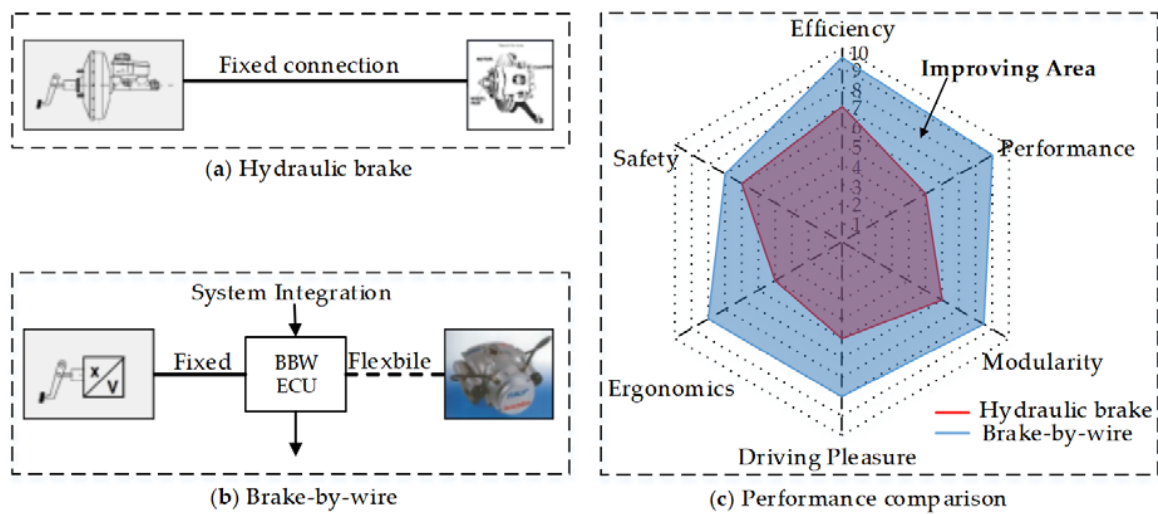 Fixed connection
(a) Hydraulic brake
System Integration
X
V
Fixed
BBW
ECU
Flexbile
(b) Brake-by-wire
Efficiency
10
9
8
7
6
5
4
3
2
1
Improving Area
Performance
Safety
Modularity
Ergonomics
Driving Pleasure
Hydraulic brake
Brake-by-wire
(c) Performance comparison